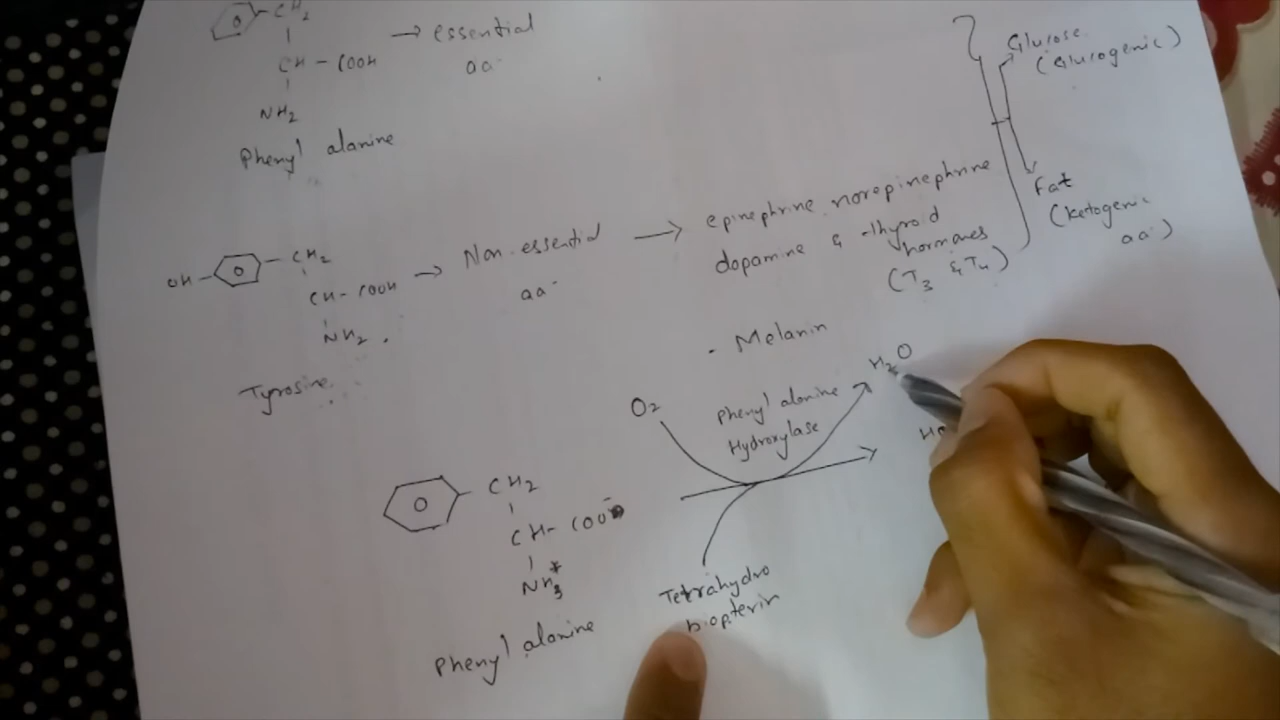 CH2
CH - COOH
NH2
Phenyl alanine
→ essential
aa
Glucose
(Glucogenic)
Fat
(ketogenic
aa)
OH
CH2
CH - COOH
NH2
Tyrosine
→ Non-essential
aa
→ epinephrine norepinephrine
dopamine & thyroid
hormones
(T3 & T4)
- Melanin
O2
Phenyl alanine
Hydroxylase
H2O
CH2
CH - COO-
NH3+
Phenyl alanine
Tetrahydro
biopterin